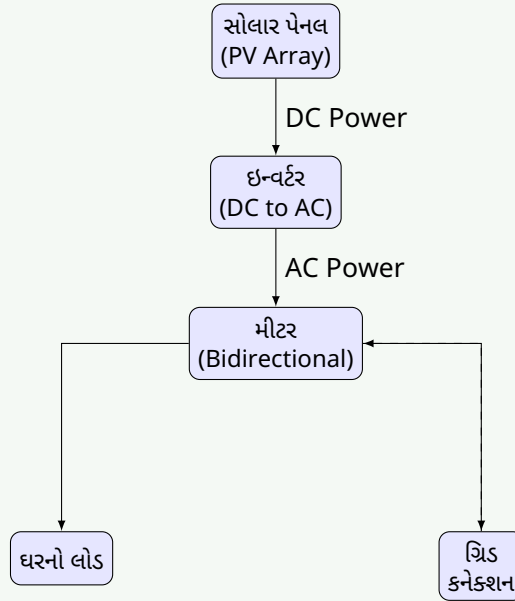 સોલાર પેનલ
(PV Array)
DC Power
ઇન્વર્ટર
(DC to AC)
AC Power
મીટર
(Bidirectional)
ઘરનો લોડ
ગ્રિડ
કનેક્શન